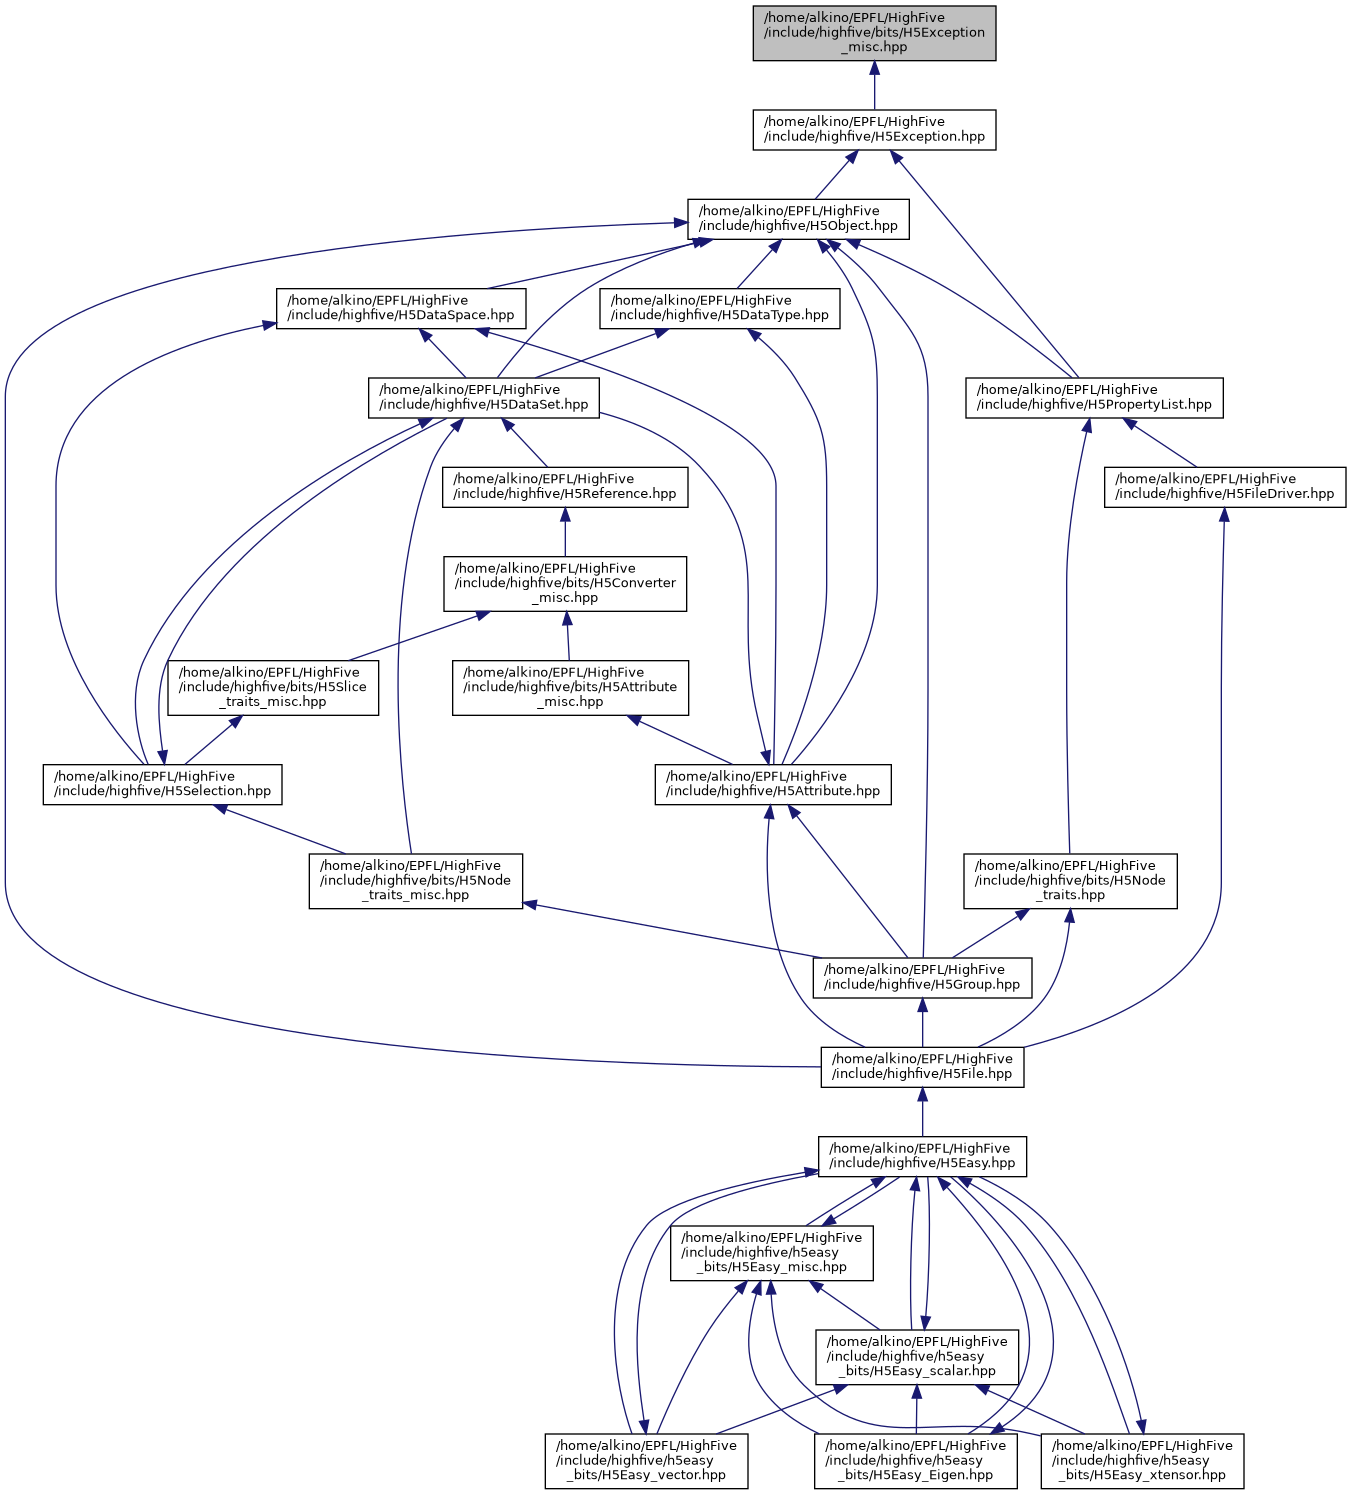 /home/alkino/EPFL/HighFive
/include/highfive/bits/H5Exception
_misc.hpp
/home/alkino/EPFL/HighFive
/include/highfive/H5Exception.hpp
/home/alkino/EPFL/HighFive
/include/highfive/H5Object.hpp
/home/alkino/EPFL/HighFive
/include/highfive/H5DataSpace.hpp
/home/alkino/EPFL/HighFive
/include/highfive/H5DataType.hpp
/home/alkino/EPFL/HighFive
/include/highfive/H5DataSet.hpp
/home/alkino/EPFL/HighFive
/include/highfive/H5PropertyList.hpp
/home/alkino/EPFL/HighFive
/include/highfive/H5Reference.hpp
/home/alkino/EPFL/HighFive
/include/highfive/H5FileDriver.hpp
/home/alkino/EPFL/HighFive
/include/highfive/bits/H5Converter
_misc.hpp
/home/alkino/EPFL/HighFive
/include/highfive/bits/H5Slice
_traits_misc.hpp
/home/alkino/EPFL/HighFive
/include/highfive/bits/H5Attribute
_misc.hpp
/home/alkino/EPFL/HighFive
/include/highfive/H5Selection.hpp
/home/alkino/EPFL/HighFive
/include/highfive/H5Attribute.hpp
/home/alkino/EPFL/HighFive
/include/highfive/bits/H5Node
_traits_misc.hpp
/home/alkino/EPFL/HighFive
/include/highfive/bits/H5Node
_traits.hpp
/home/alkino/EPFL/HighFive
/include/highfive/H5Group.hpp
/home/alkino/EPFL/HighFive
/include/highfive/H5File.hpp
/home/alkino/EPFL/HighFive
/include/highfive/H5Easy.hpp
/home/alkino/EPFL/HighFive
/include/highfive/h5easy
_bits/H5Easy_misc.hpp
/home/alkino/EPFL/HighFive
/include/highfive/h5easy
_bits/H5Easy_scalar.hpp
/home/alkino/EPFL/HighFive
/include/highfive/h5easy
_bits/H5Easy_vector.hpp
/home/alkino/EPFL/HighFive
/include/highfive/h5easy
_bits/H5Easy_Eigen.hpp
/home/alkino/EPFL/HighFive
/include/highfive/h5easy
_bits/H5Easy_xtensor.hpp